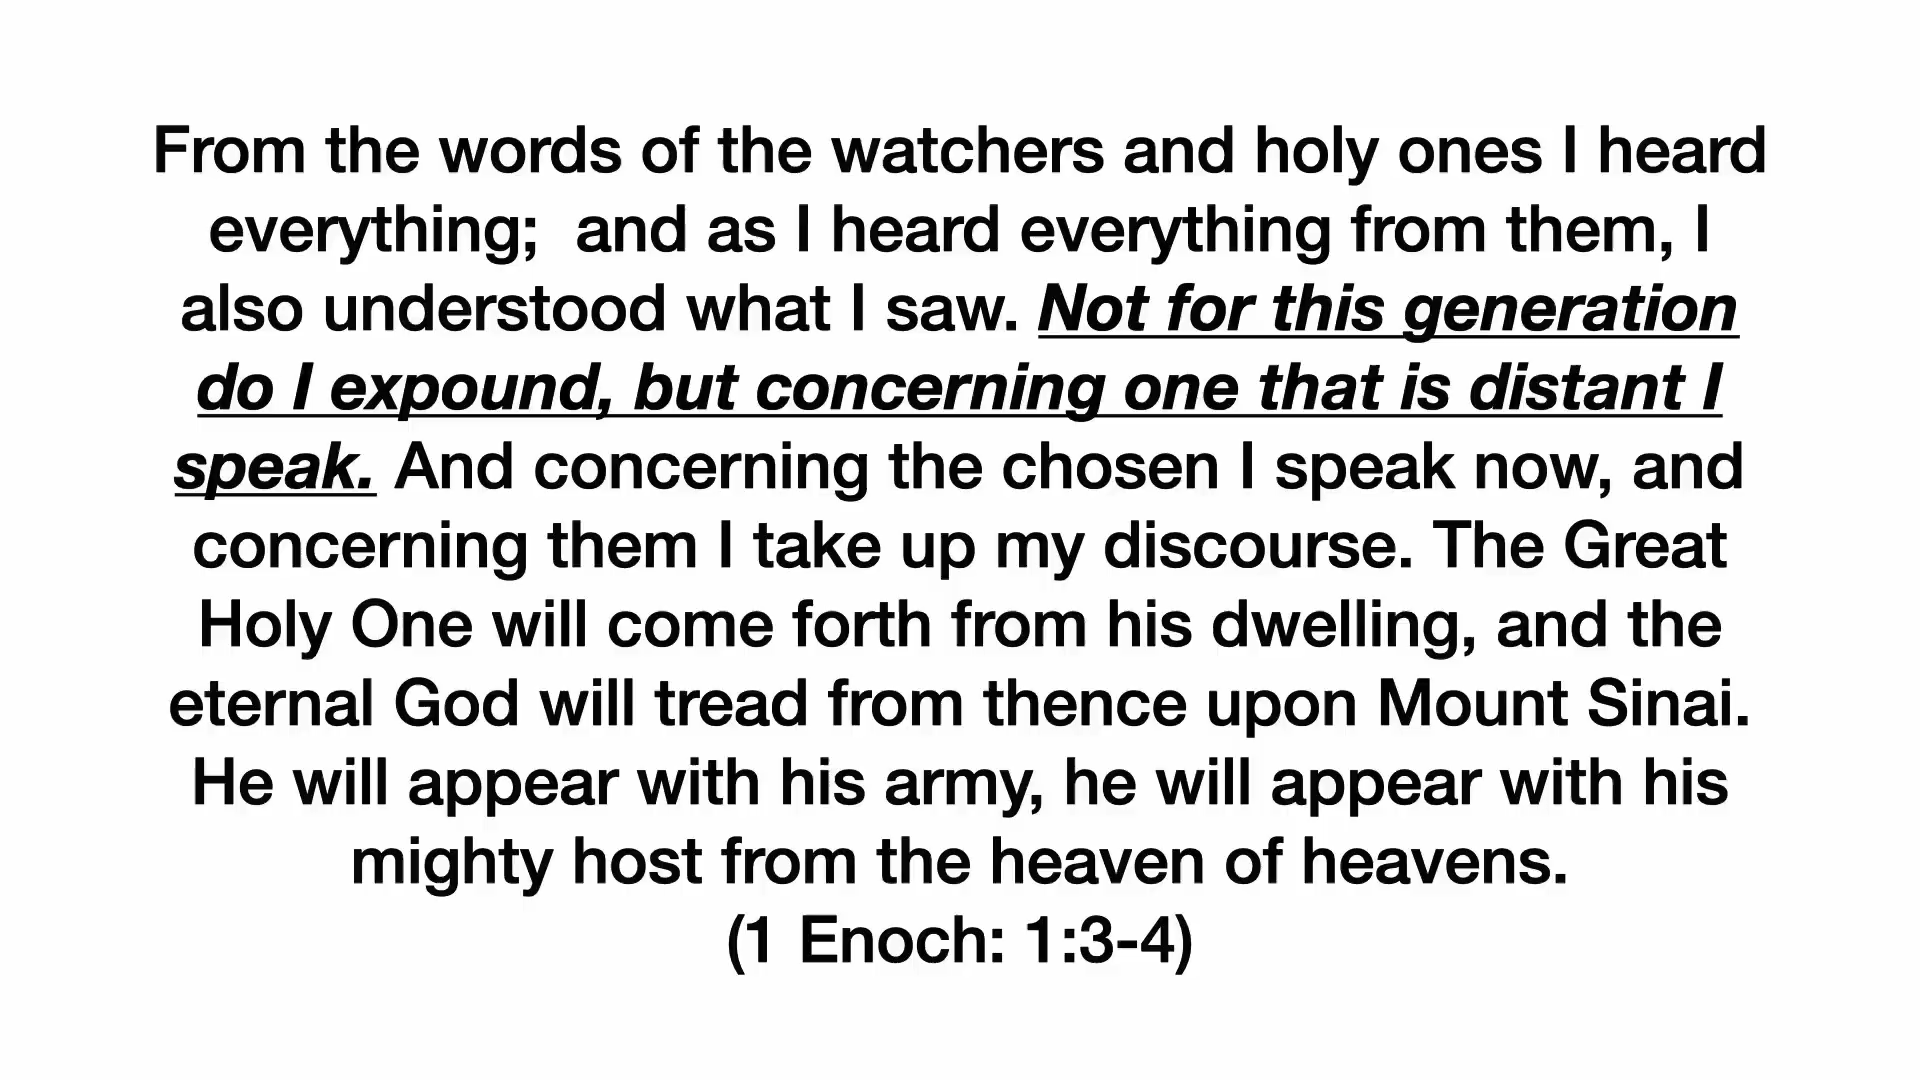 From the words of the watchers and holy ones I heard
everything;  and as I heard everything from them, I
also understood what I saw. Not for this generation
do I expound, but concerning one that is distant I
speak. And concerning the chosen I speak now, and
concerning them I take up my discourse. The Great
Holy One will come forth from his dwelling, and the
eternal God will tread from thence upon Mount Sinai.
He will appear with his army, he will appear with his
mighty host from the heaven of heavens.
(1 Enoch: 1:3-4)